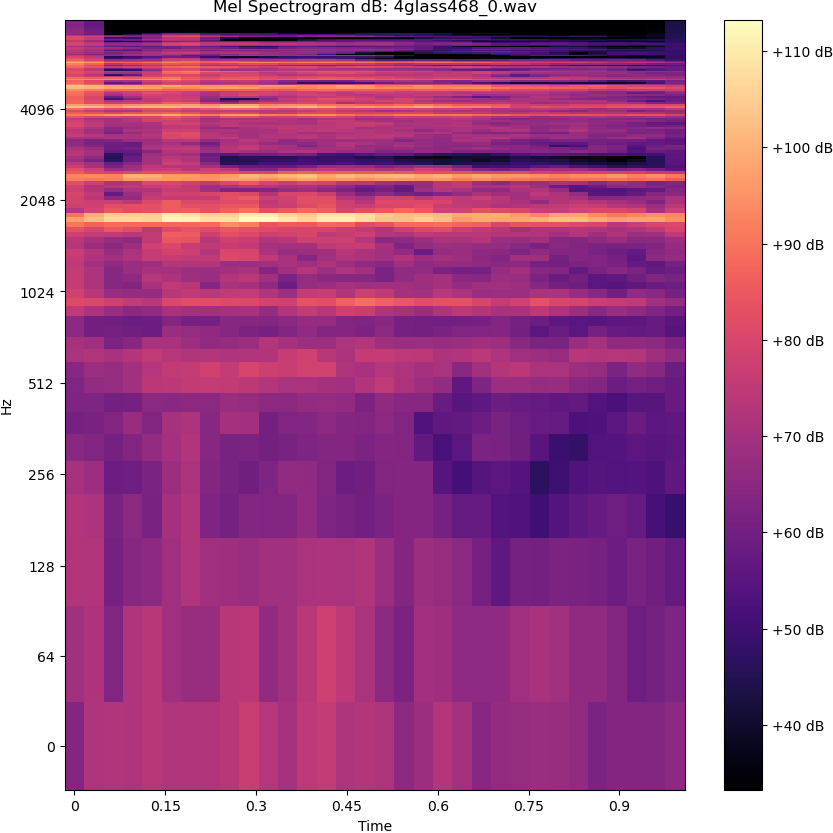 Mel Spectrogram dB: 4glass468_0.wav
+110 dB
4096
+100 dB
2048
+90 dB
1024
+80 dB
512
Hz
+70 dB
256
+60 dB
128
+50 dB
64
+40 dB
0
0 0.15 0.3 0.45 0.6 0.75 0.9
Time